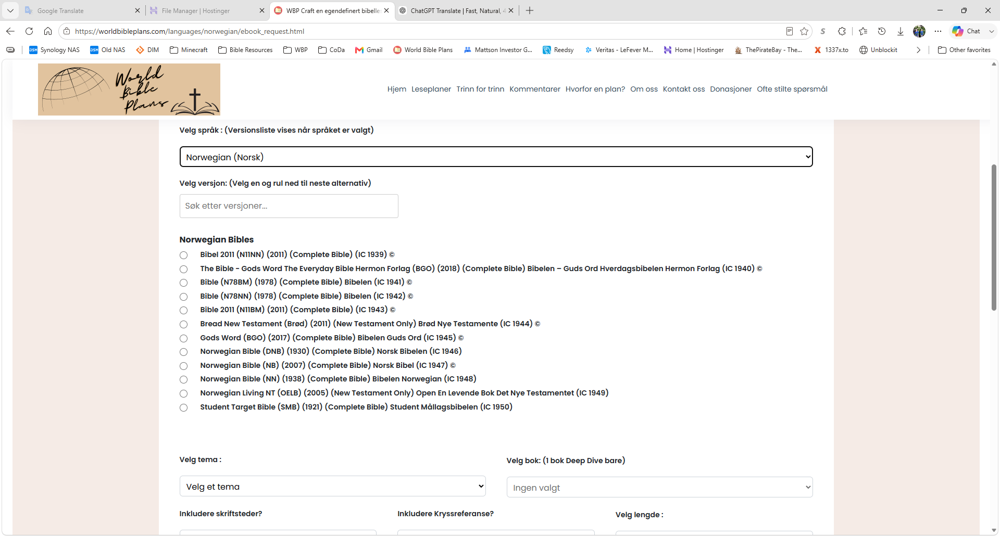 Google Translate
File Manager | Hostinger
WBP Craft en egendefinert bibelle
ChatGPT Translate | Fast, Natural,
https://worldbibleplans.com/languages/norwegian/ebook_request.html
Chat
Synology NAS
Old NAS
DIM
Minecraft
Bible Resources
WBP
CoDa
Gmail
World Bible Plans
Mattson Investor G...
Reedsy
Veritas - LeFever M...
Home | Hostinger
ThePirateBay - The...
1337x.to
Unblockit
Other favorites
World
Bible
Plans
Hjem Leseplaner Trinn for trinn Kommentarer Hvorfor en plan? Om oss Kontakt oss Donasjoner Ofte stilte spørsmål
Velg språk : (Versionsliste vises når språket er valgt)
Norwegian (Norsk)
Velg versjon: (Velg en og rul ned til neste alternativ)
Søk etter versjoner...
Norwegian Bibles
Bibel 2011 (N11NN) (2011) (Complete Bible) (IC 1939) ©
The Bible - Gods Word The Everyday Bible Hermon Forlag (BGO) (2018) (Complete Bible) Bibelen – Guds Ord Hverdagsbibelen Hermon Forlag (IC 1940) ©
Bible (N78BM) (1978) (Complete Bible) Bibelen (IC 1941) ©
Bible (N78NN) (1978) (Complete Bible) Bibelen (IC 1942) ©
Bible 2011 (N11BM) (2011) (Complete Bible) (IC 1943) ©
Bread New Testament (Brød) (2011) (New Testament Only) Brød Nye Testamente (IC 1944) ©
Gods Word (BGO) (2017) (Complete Bible) Bibelen Guds Ord (IC 1945) ©
Norwegian Bible (DNB) (1930) (Complete Bible) Norsk Bibelen (IC 1946)
Norwegian Bible (NB) (2007) (Complete Bible) Norsk Bibel (IC 1947) ©
Norwegian Bible (NN) (1938) (Complete Bible) Bibelen Norwegian (IC 1948)
Norwegian Living NT (OELB) (2005) (New Testament Only) Open En Levende Bok Det Nye Testamentet (IC 1949)
Student Target Bible (SMB) (1921) (Complete Bible) Student Mållagsbibelen (IC 1950)
Velg tema :
Velg bok: (1 bok Deep Dive bare)
Velg et tema
Ingen valgt
Inkludere skriftsteder?
Inkludere Kryssreferanse?
Velg lengde :